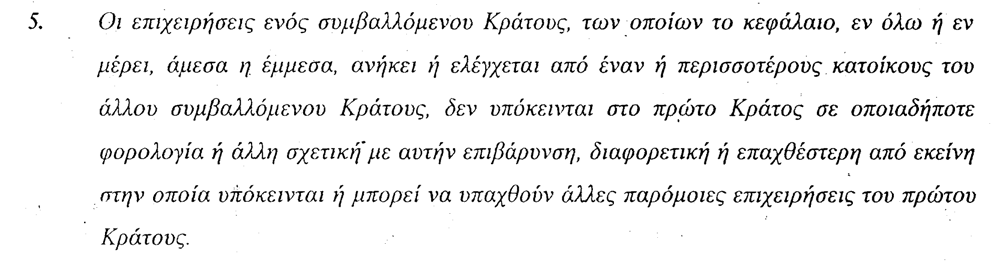 5. Οι επιχειρήσεις ενός συμβαλλόμενου Κράτους, των οποίων το κεφάλαιο, εν όλω ή εν
μέρει, άμεσα η έμμεσα, ανήκει ή ελέγχεται από έναν ή περισσοτέρους κατοίκους του
άλλου συμβαλλόμενου Κράτους, δεν υπόκεινται στο πρώτο Κράτος σε οποιαδήποτε
φορολογία ή άλλη σχετική με αυτήν επιβάρυνση, διαφορετική ή επαχθέστερη από εκείνη
στην οποία υπόκεινται ή μπορεί να υπαχθούν άλλες παρόμοιες επιχειρήσεις του πρώτου
Κράτους.